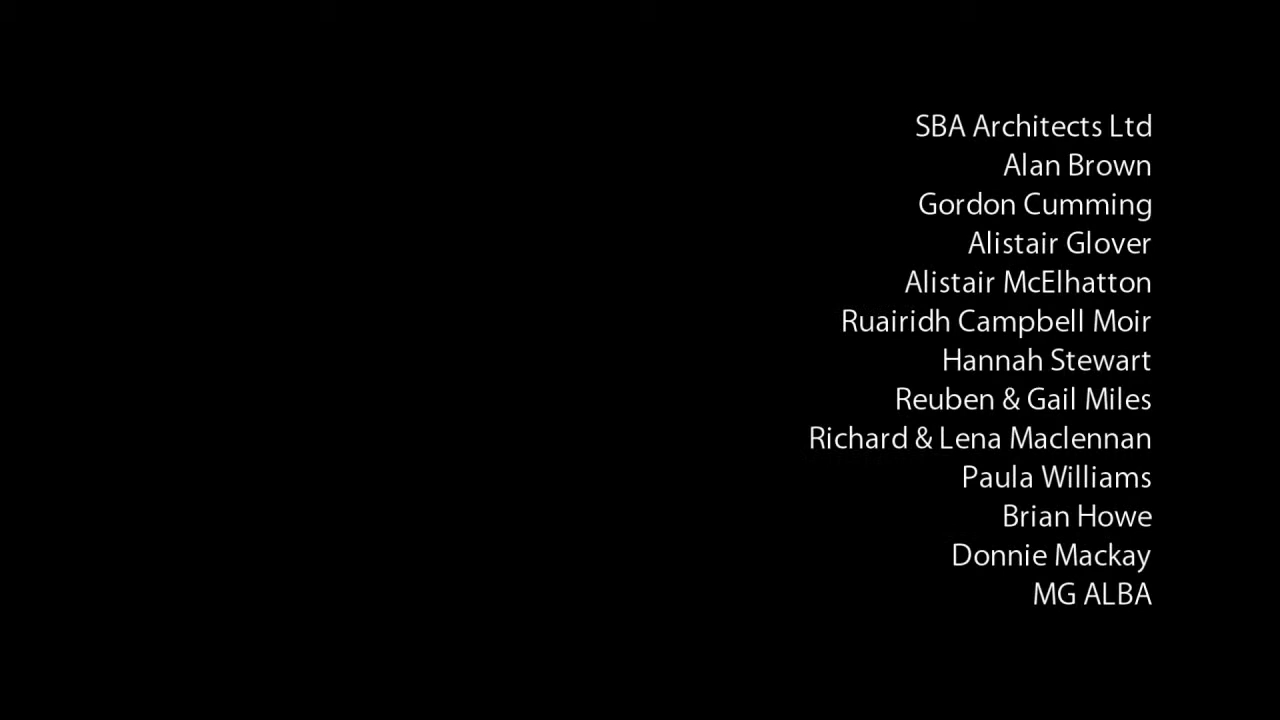 SBA Architects Ltd
Alan Brown
Gordon Cumming
Alistair Glover
Alistair McElhatton
Ruairidh Campbell Moir
Hannah Stewart
Reuben & Gail Miles
Richard & Lena Maclennan
Paula Williams
Brian Howe
Donnie Mackay
MG ALBA